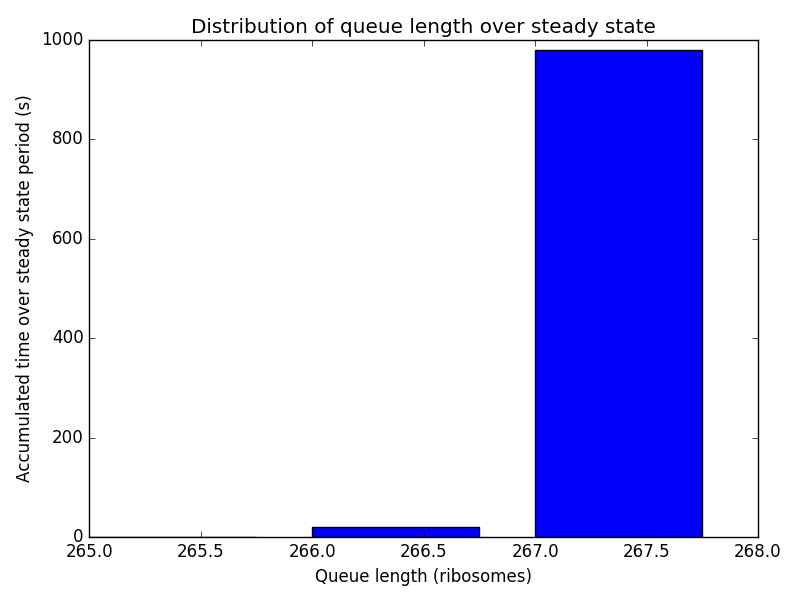 Distribution of queue length over steady state
Accumulated time over steady state period (s)
1000
800
600
400
200
0
265.0 265.5 266.0 266.5 267.0 267.5 268.0
Queue length (ribosomes)